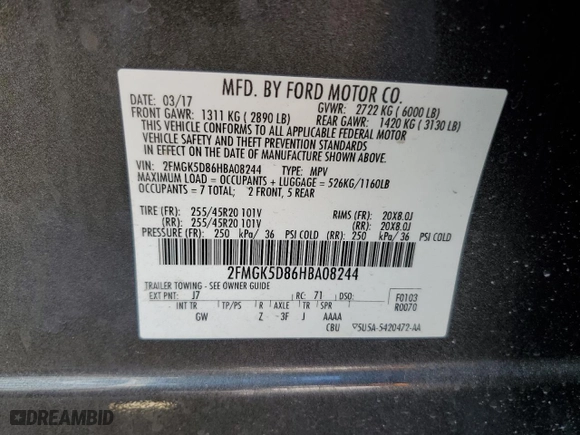 MFD. BY FORD MOTOR CO.
DATE: 03/17 GVWR: 2722 KG ( 6000 LB)
FRONT GAWR: 1311 KG ( 2890 LB) REAR GAWR: 1420 KG ( 3130 LB)
THIS VEHICLE CONFORMS TO ALL APPLICABLE FEDERAL MOTOR
VEHICLE SAFETY AND THEFT PREVENTION STANDARDS
IN EFFECT ON THE DATE OF MANUFACTURE SHOWN ABOVE.
VIN: 2FMGK5D86HBA08244 TYPE: MPV
MAXIMUM LOAD = OCCUPANTS + LUGGAGE = 526KG/1160LB
OCCUPANTS = 7 TOTAL; 2 FRONT, 5 REAR
TIRE (FR): 255/45R20 101V RIMS (FR): 20X8.0J
(RR): 255/45R20 101V (RR): 20X8.0J
PRESSURE (FR): 250 kPa/ 36 PSI COLD (RR): 250 kPa/ 36 PSI COLD
2FMGK5D86HBA08244
TRAILER TOWING - SEE OWNER GUIDE
EXT PNT: J7 RC: 71 DSO: F0103
R0070
INT TR TP/PS R AXLE TR SPR
GW Z -3F J AAAA
CBU 5U5A-5420472-AA
DREAMBID